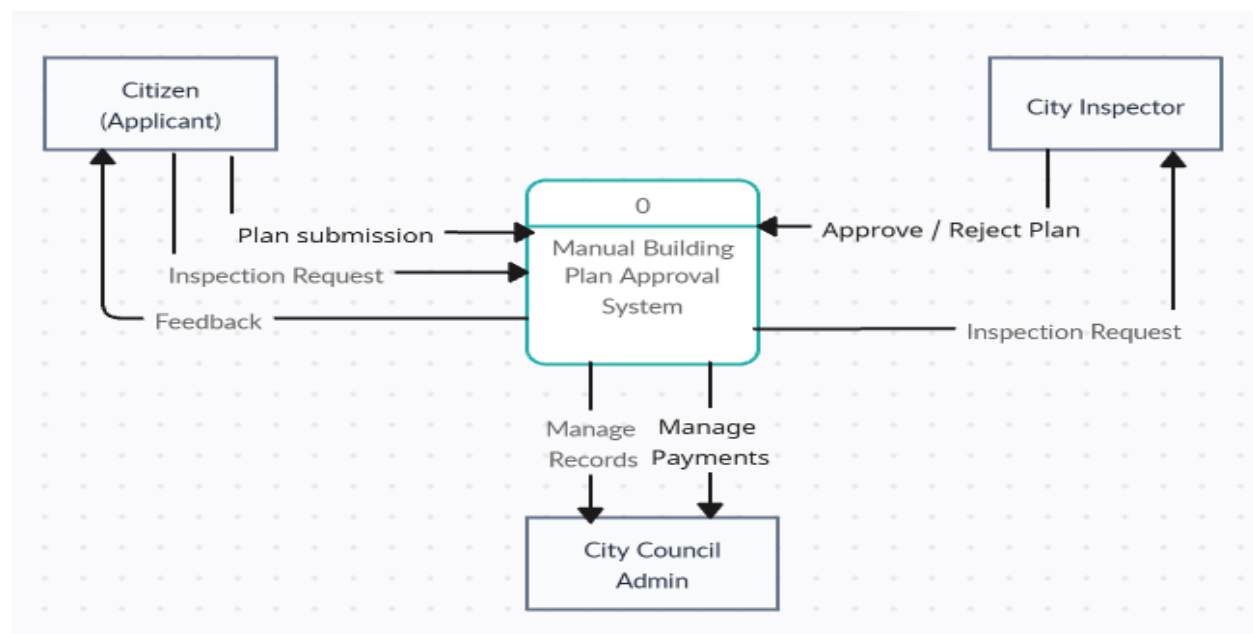 Citizen
(Applicant)
City Inspector
0
Manual Building
Plan Approval
System
Plan submission
Approve / Reject Plan
Inspection Request
Feedback
Inspection Request
Manage
Records
Manage
Payments
City Council
Admin